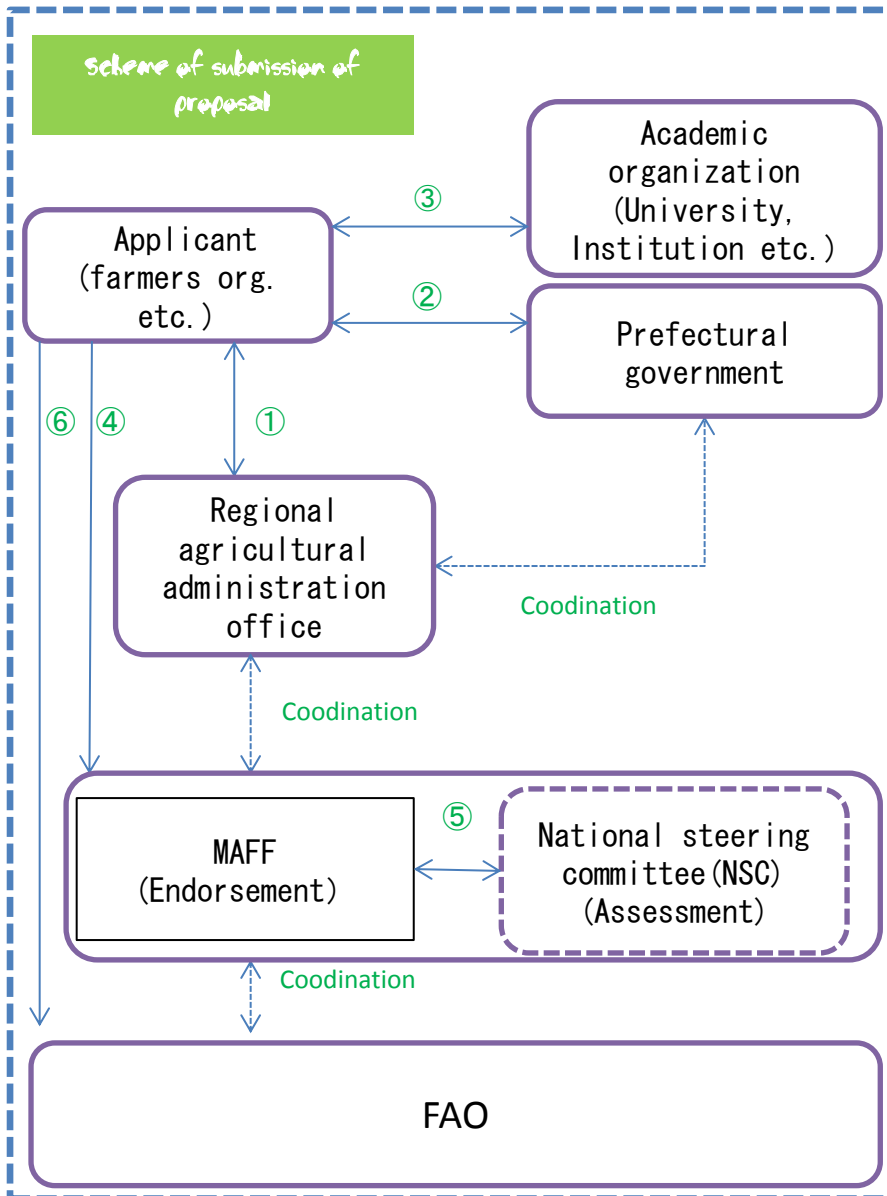 Scheme of submission of
proposal
Academic
organization
(University,
Institution etc.)
③
Applicant
(farmers org.
etc.)
②
Prefectural
government
⑥
④
①
Regional
agricultural
administration
office
Coodination
Coodination
MAFF
(Endorsement)
⑤
National steering
committee(NSC)
(Assessment)
Coodination
FAO